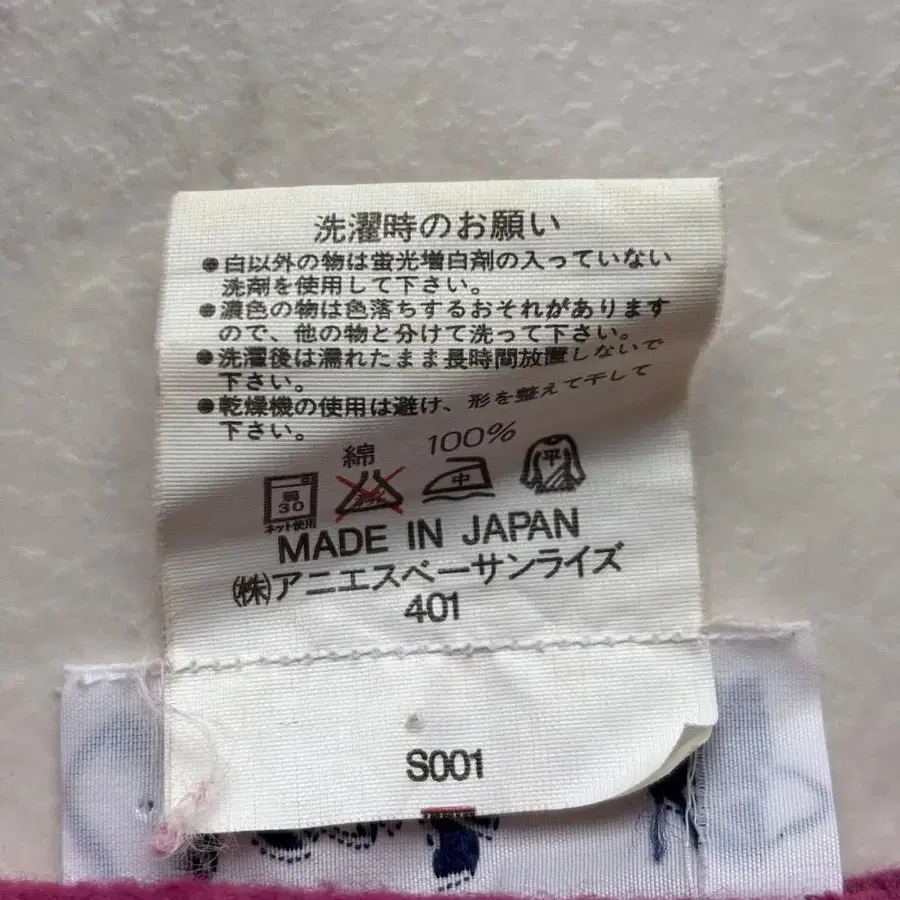 洗濯時のお願い
●白以外の物は蛍光増白剤の入っていない
洗剤を使用して下さい。
●濃色の物は色落ちするおそれがあります
ので、他の物と分けて洗って下さい。
●洗濯後は濡れたまま長時間放置しないで
下さい。
●乾燥機の使用は避け、形を整えて干して
下さい。
綿 100%
弱 30 中 平
ネット使用
MADE IN JAPAN
㈱アニエスベーサンライズ
401
S001